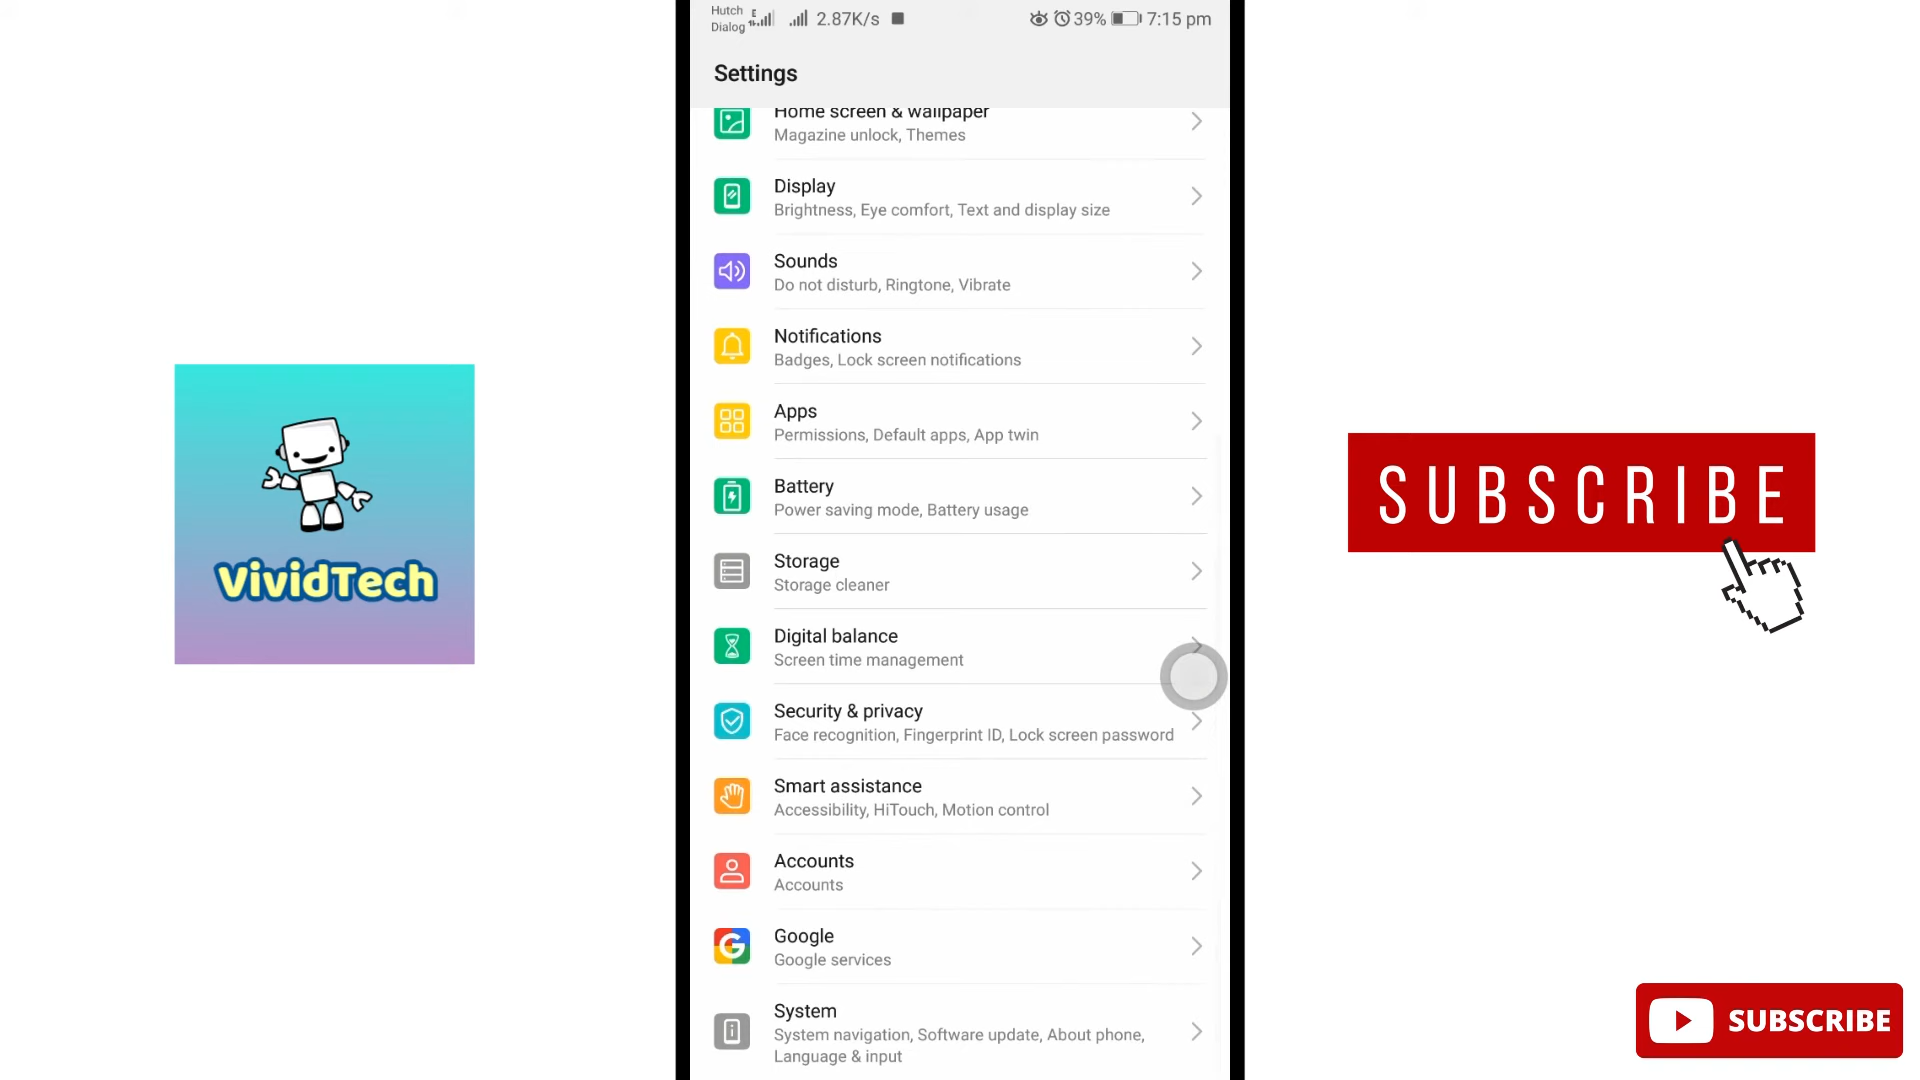 Hutch
Dialog
E
2.87K/s
39%
7:15 pm
Settings
Home screen & wallpaper
Magazine unlock, Themes
Display
Brightness, Eye comfort, Text and display size
Sounds
Do not disturb, Ringtone, Vibrate
Notifications
Badges, Lock screen notifications
Apps
Permissions, Default apps, App twin
Battery
Power saving mode, Battery usage
Storage
Storage cleaner
Digital balance
Screen time management
Security & privacy
Face recognition, Fingerprint ID, Lock screen password
Smart assistance
Accessibility, HiTouch, Motion control
Accounts
Accounts
Google
Google services
System
System navigation, Software update, About phone,
Language & input
VividTech
SUBSCRIBE
SUBSCRIBE